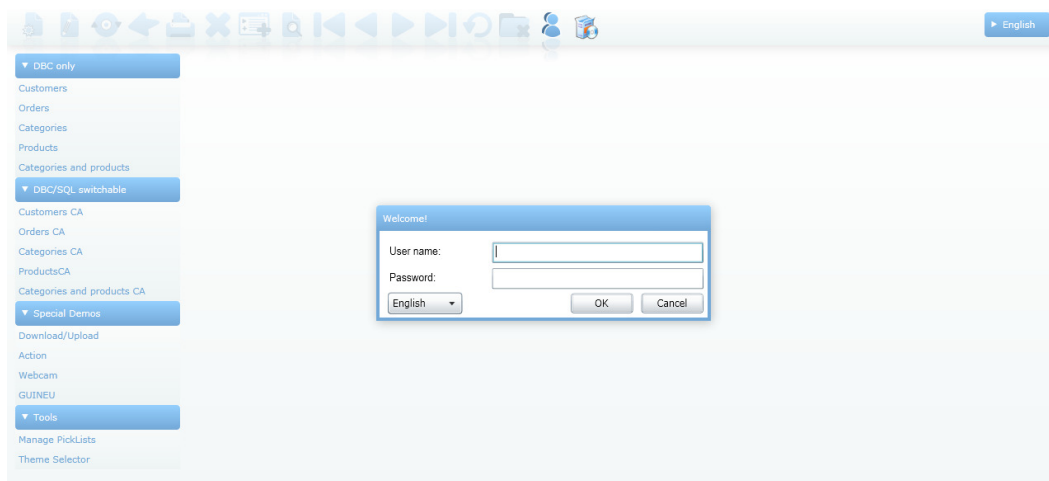 English
DBC only
Customers
Orders
Categories
Products
Categories and products
DBC/SQL switchable
Customers CA
Orders CA
Categories CA
ProductsCA
Categories and products CA
Special Demos
Download/Upload
Action
Webcam
GUINEU
Tools
Manage PickLists
Theme Selector
Welcome!
User name:
Password:
English OK Cancel